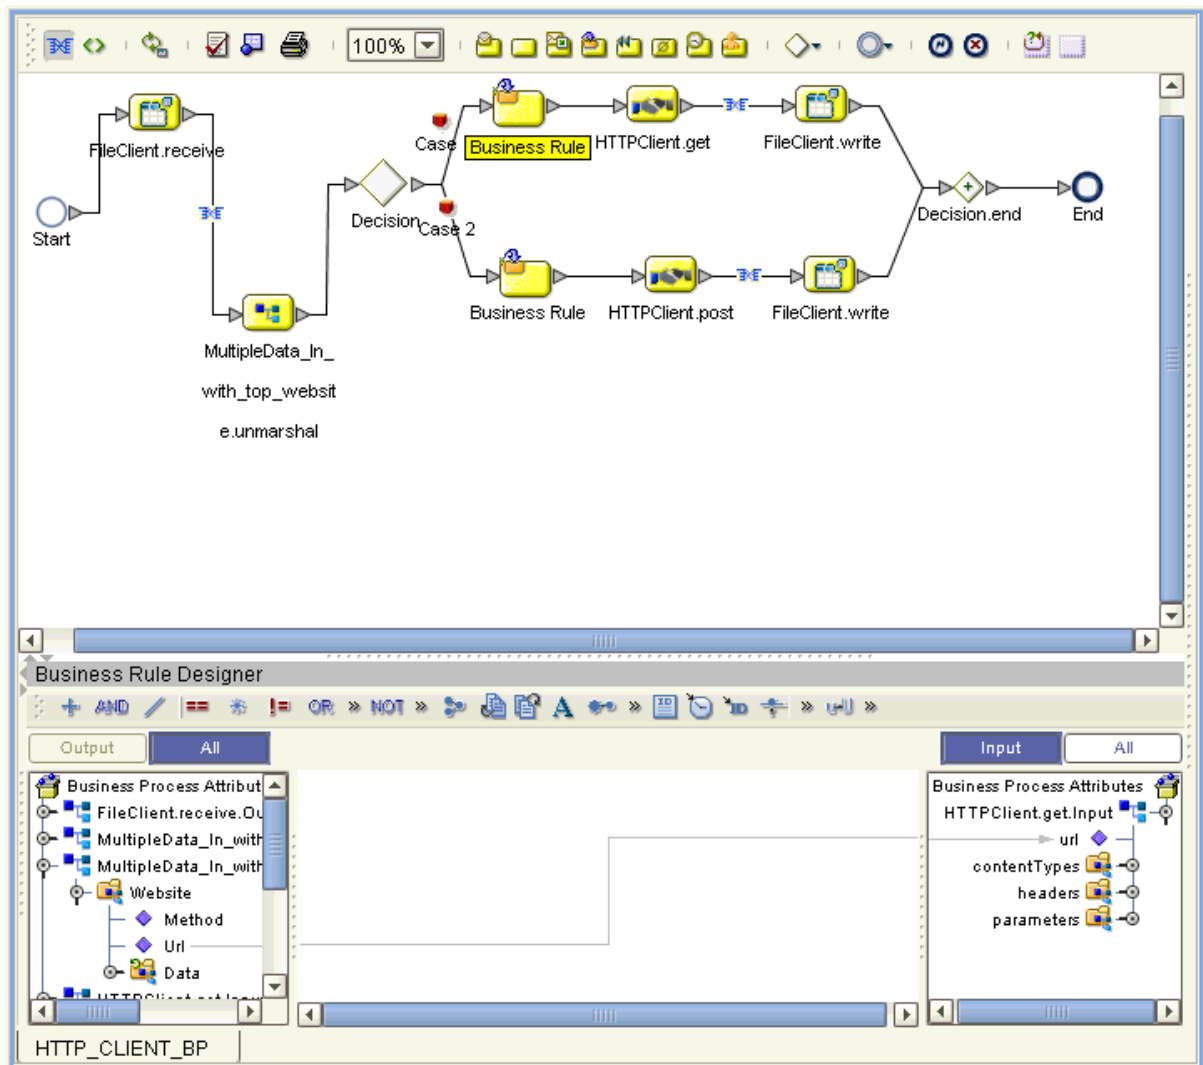 100%
FileClient.receive
Start
MultipleData_In_
with_top_websit
e.unmarshal
Decision
Case
Case 2
Business Rule
HTTPClient.get
FileClient.write
Business Rule
HTTPClient.post
FileClient.write
Decision.end
End
Business Rule Designer
AND
==
!=
OR
»
NOT
»
A
»
ID
ID
»
»
Output
All
Input
All
Business Process Attribut
FileClient.receive.Ou
MultipleData_In_with
MultipleData_In_with
Website
Method
Url
Data
Business Process Attributes
HTTPClient.get.Input
url
contentTypes
headers
parameters
HTTP_CLIENT_BP